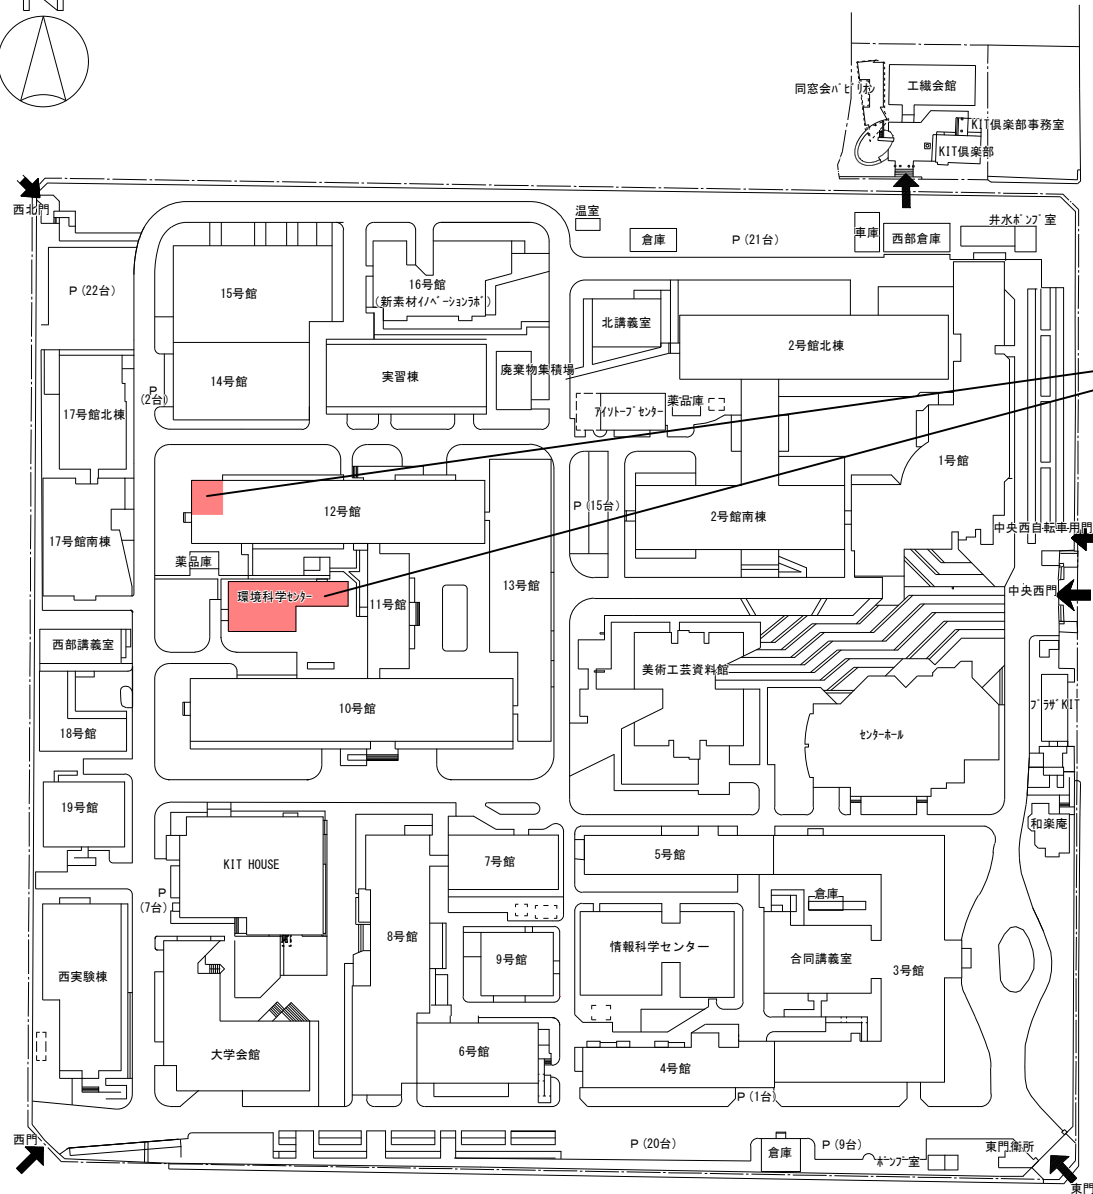 同窓会パビリオン
工繊会館
KIT倶楽部事務室
KIT倶楽部
西北門
温室
倉庫
P (21台)
車庫
西部倉庫
井水ポンプ室
P (22台)
15号館
16号館
(新素材イノベーションラボ)
北講義室
2号館北棟
14号館
実習棟
廃棄物集積場
P
(2台)
17号館北棟
アイソトープセンター
薬品庫
1号館
12号館
P (15台)
2号館南棟
中央西自転車用門
17号館南棟
薬品庫
13号館
環境科学センター
11号館
中央西門
西部講義室
美術工芸資料館
10号館
プラザKIT
18号館
センターホール
19号館
和楽庵
KIT HOUSE
7号館
5号館
P
(7台)
倉庫
8号館
9号館
情報科学センター
合同講義室
3号館
西実験棟
大学会館
6号館
4号館
P (1台)
西門
P (20台)
倉庫
P (9台)
ポンプ室
東門衛所
東門